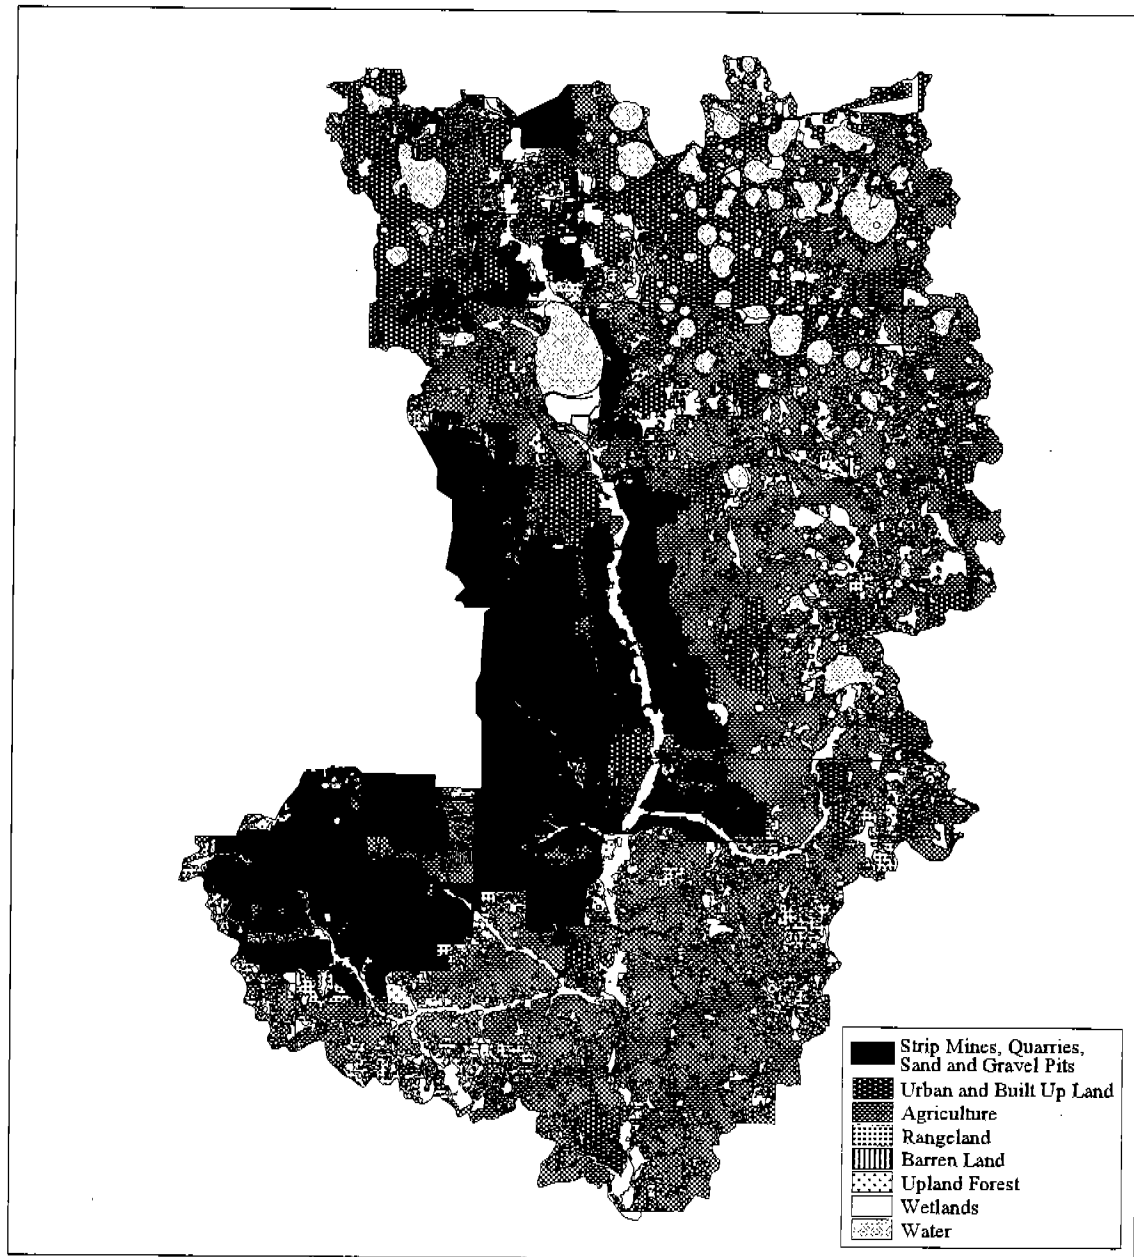 Strip Mines, Quarries,
Sand and Gravel Pits
Urban and Built Up Land
Agriculture
Rangeland
Barren Land
Upland Forest
Wetlands
Water